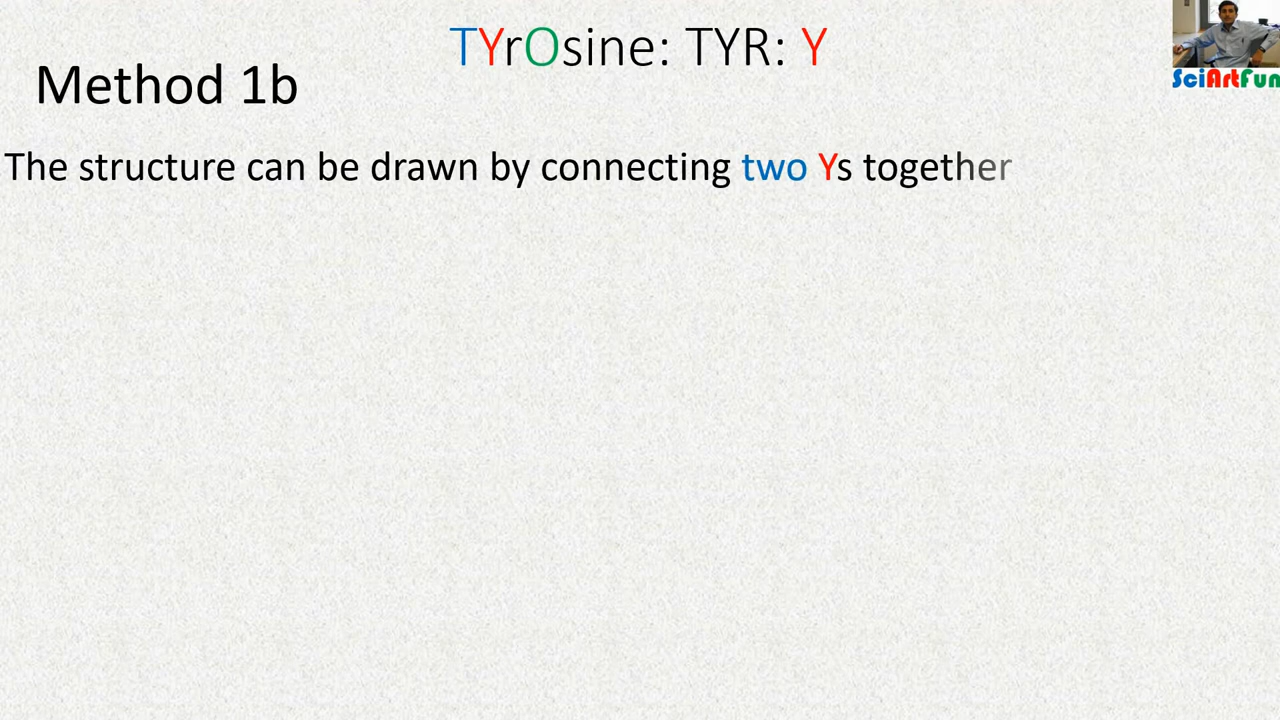 TYrOsine: TYR: Y
Method 1b
The structure can be drawn by connecting two Ys together
SciArtFun